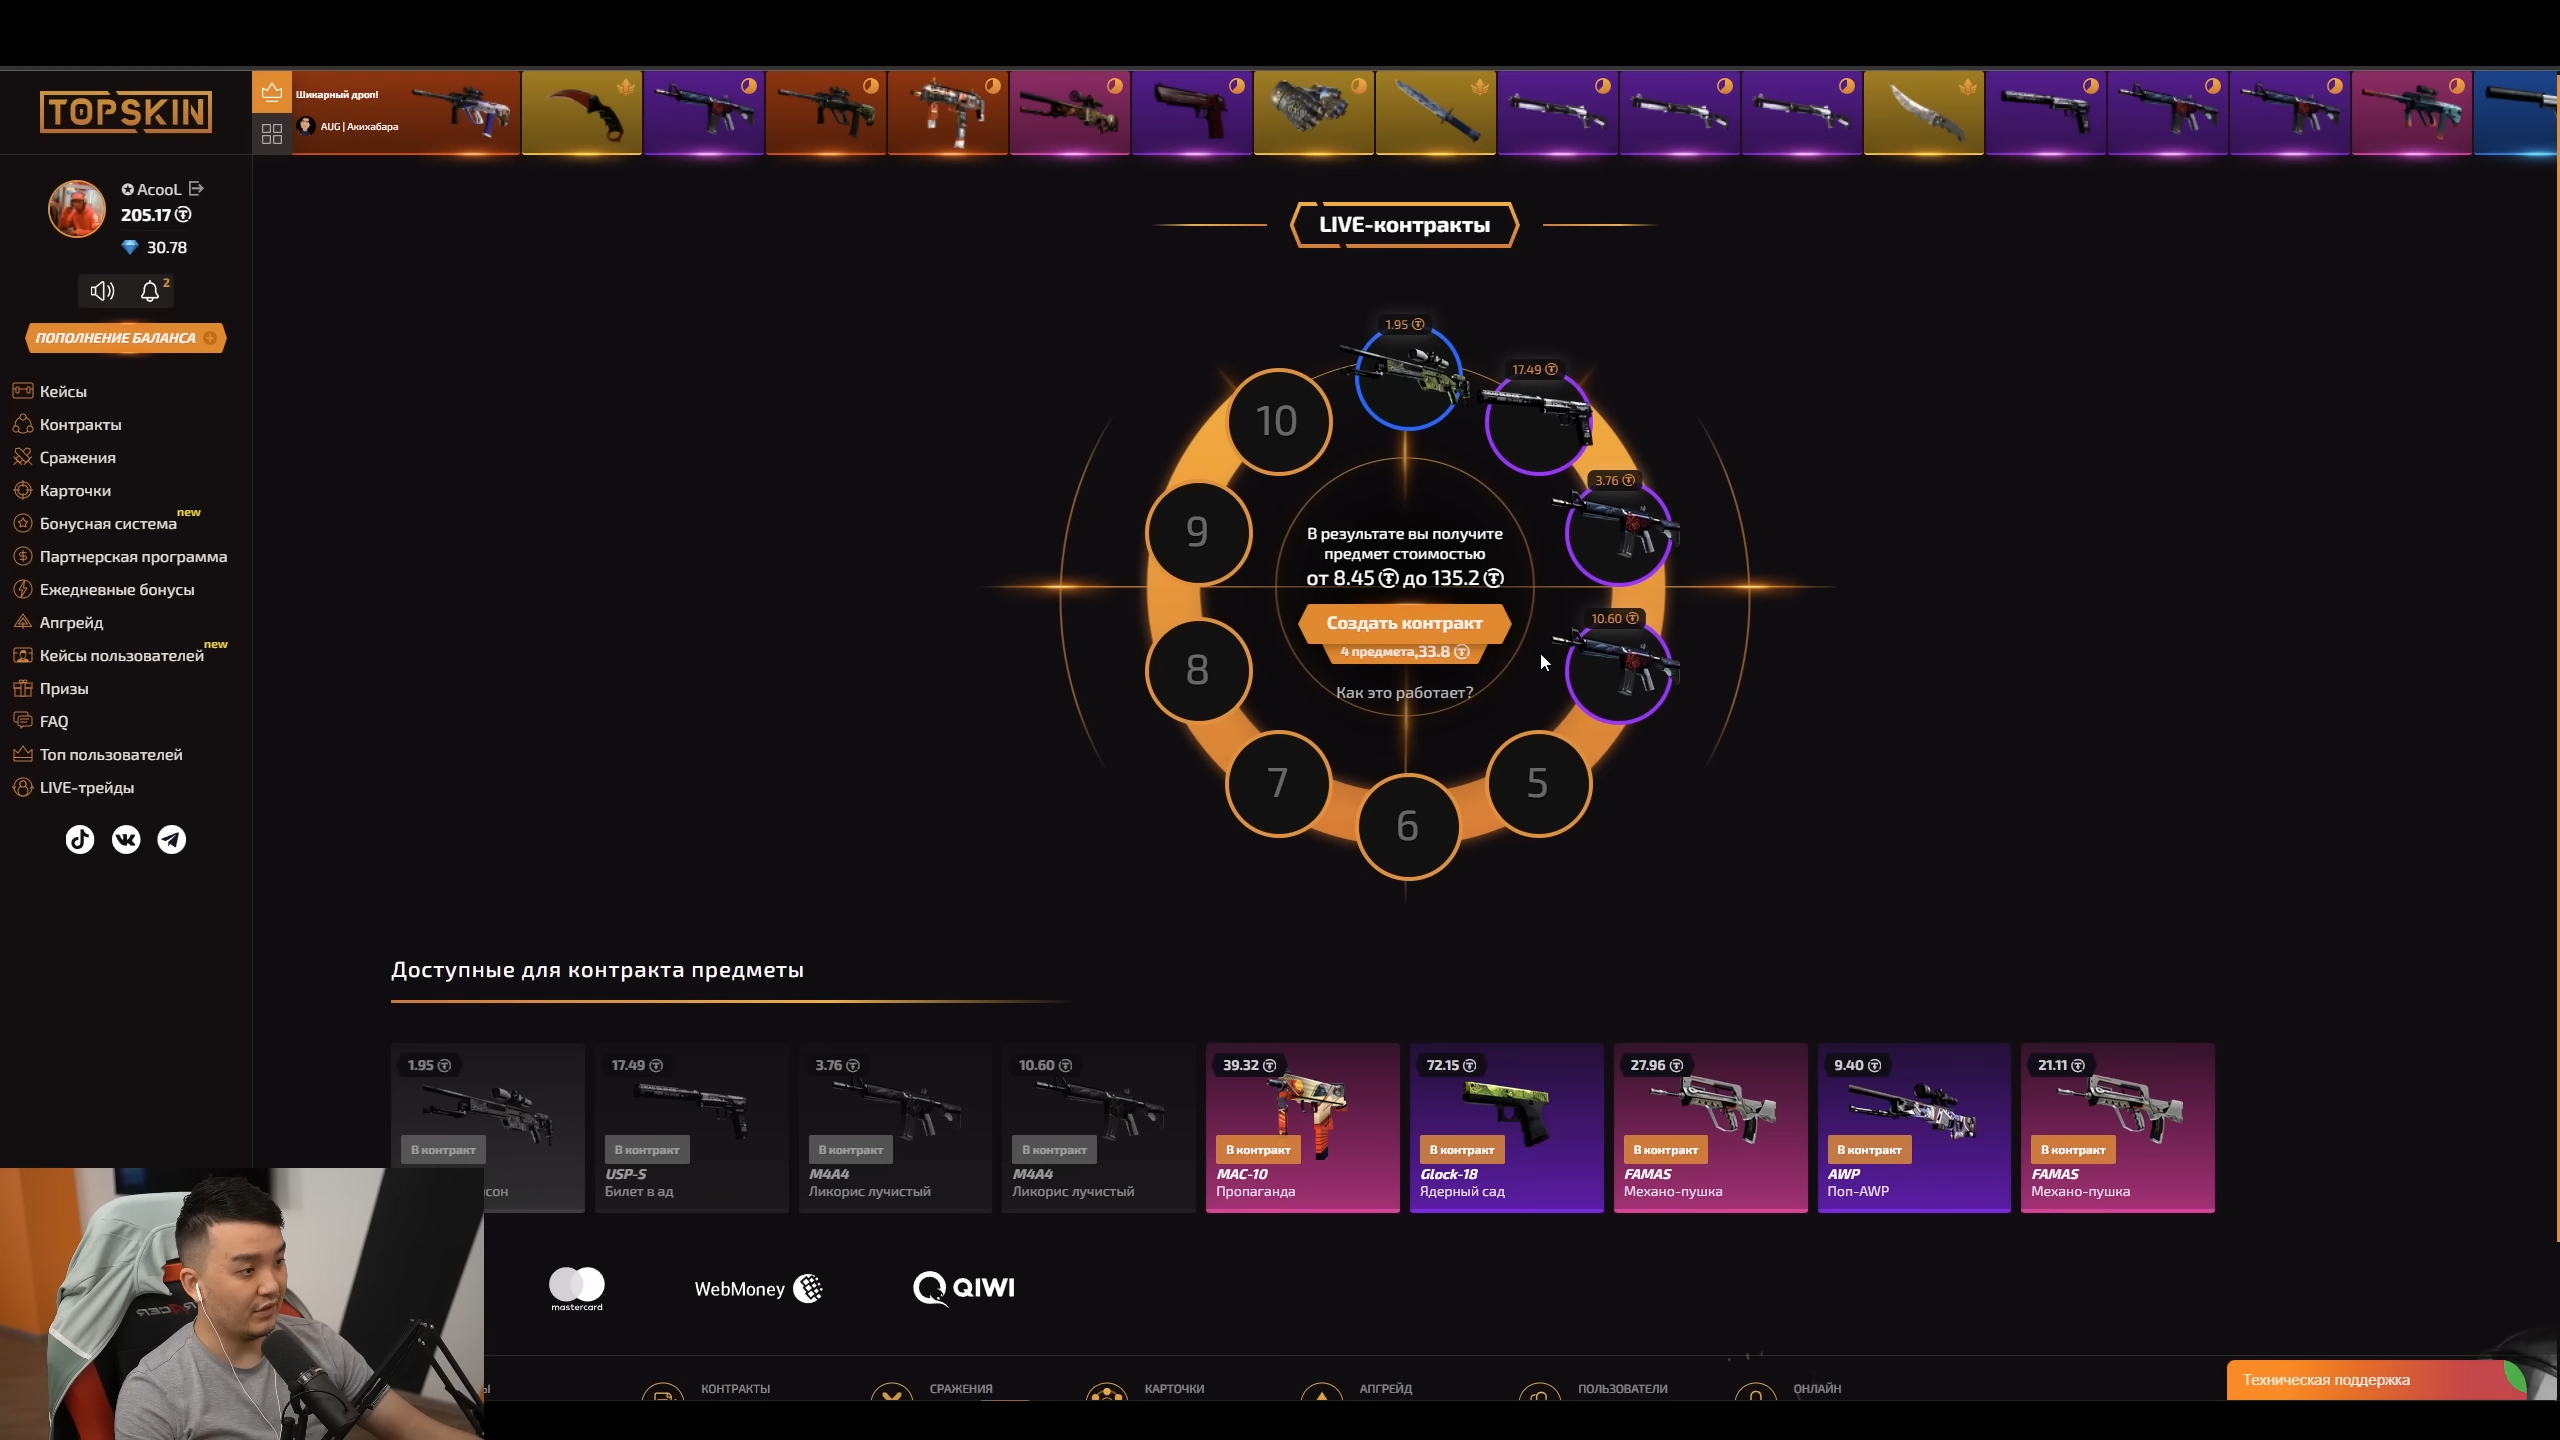 TOPSKIN
Шикарный дроп!
AUG | Акихабара
AcooL
205.17
30.78
2
ПОПОЛНЕНИЕ БАЛАНСА
Кейсы
Контракты
Сражения
Карточки
Бонусная система new
Партнерская программа
Ежедневные бонусы
Апгрейд
Кейсы пользователей new
Призы
FAQ
Топ пользователей
LIVE-трейды
LIVE-контракты
1.95
17.49
3.76
10.60
5
6
7
8
9
10
В результате вы получите
предмет стоимостью
от 8.45 до 135.2
Создать контракт
4 предмета,33.8
Как это работает?
Доступные для контракта предметы
1.95
В контракт
сон
17.49
В контракт
USP-S
Билет в ад
3.76
В контракт
M4A4
Ликорис лучистый
10.60
В контракт
M4A4
Ликорис лучистый
39.32
В контракт
MAC-10
Пропаганда
72.15
В контракт
Glock-18
Ядерный сад
27.96
В контракт
FAMAS
Механо-пушка
9.40
В контракт
AWP
Поп-AWP
21.11
В контракт
FAMAS
Механо-пушка
mastercard.
WebMoney
QIWI
Ы
КОНТРАКТЫ
СРАЖЕНИЯ
КАРТОЧКИ
АПГРЕЙД
ПОЛЬЗОВАТЕЛИ
ОНЛАЙН
Техническая поддержка